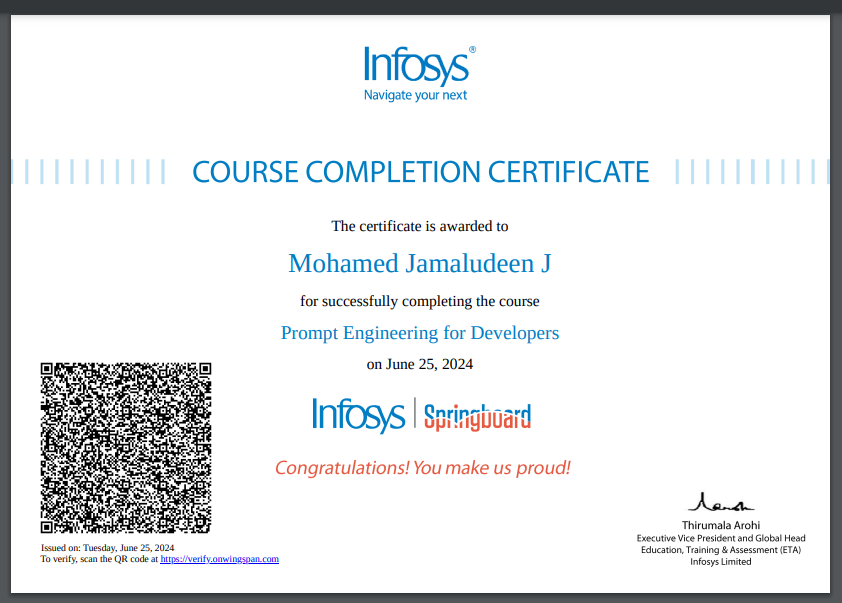 Infosys®
Navigate your next
COURSE COMPLETION CERTIFICATE
The certificate is awarded to
Mohamed Jamaludeen J
for successfully completing the course
Prompt Engineering for Developers
on June 25, 2024
Infosys | Springboard
Congratulations! You make us proud!
Issued on: Tuesday, June 25, 2024
To verify, scan the QR code at https://verify.onwingspan.com
Thirumala Arohi
Executive Vice President and Global Head
Education, Training & Assessment (ETA)
Infosys Limited